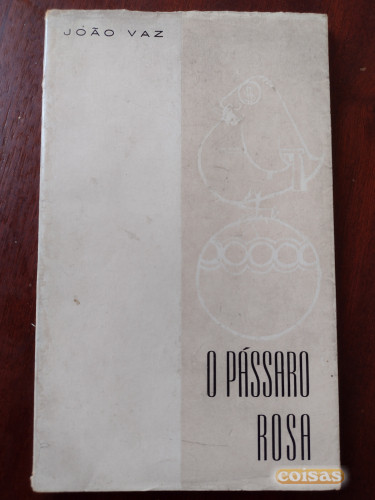 JOÃO VAZ
O PÁSSARO
ROSA
coisas